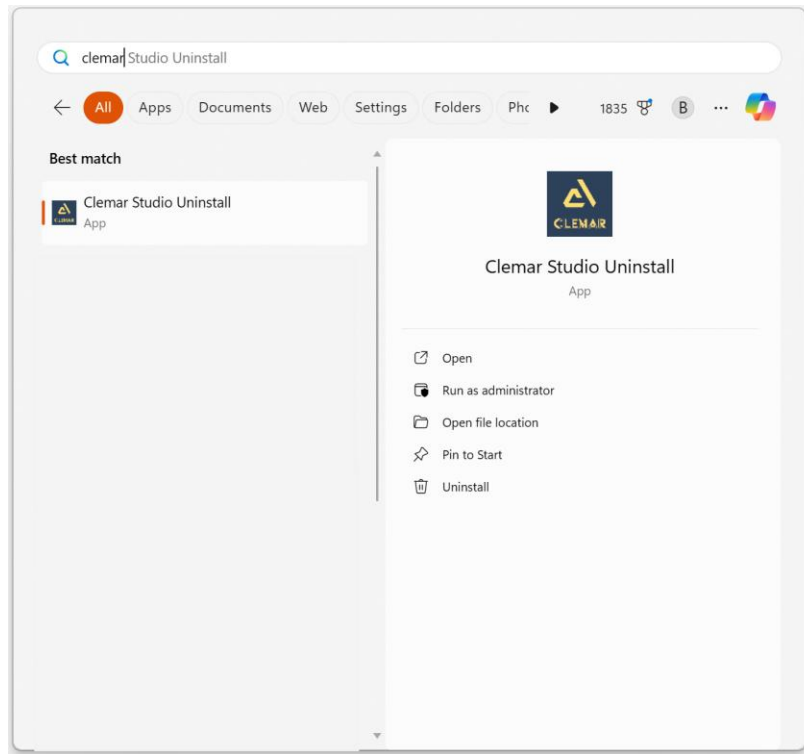 clemar Studio Uninstall
All Apps Documents Web Settings Folders Phc 1835 B ...
Best match
Clemar Studio Uninstall
App
CLEMAR
Clemar Studio Uninstall
App
Open
Run as administrator
Open file location
Pin to Start
Uninstall